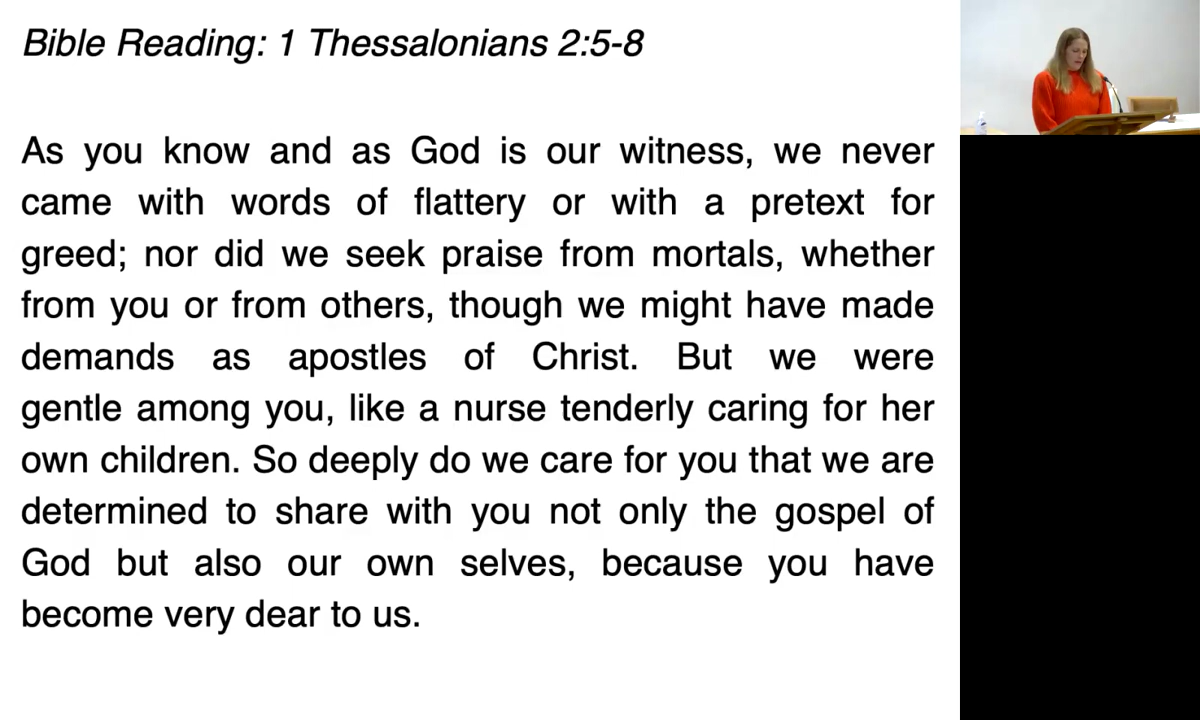 Bible Reading: 1 Thessalonians 2:5-8
As you know and as God is our witness, we never
came with words of flattery or with a pretext for
greed; nor did we seek praise from mortals, whether
from you or from others, though we might have made
demands as apostles of Christ. But we were
gentle among you, like a nurse tenderly caring for her
own children. So deeply do we care for you that we are
determined to share with you not only the gospel of
God but also our own selves, because you have
become very dear to us.